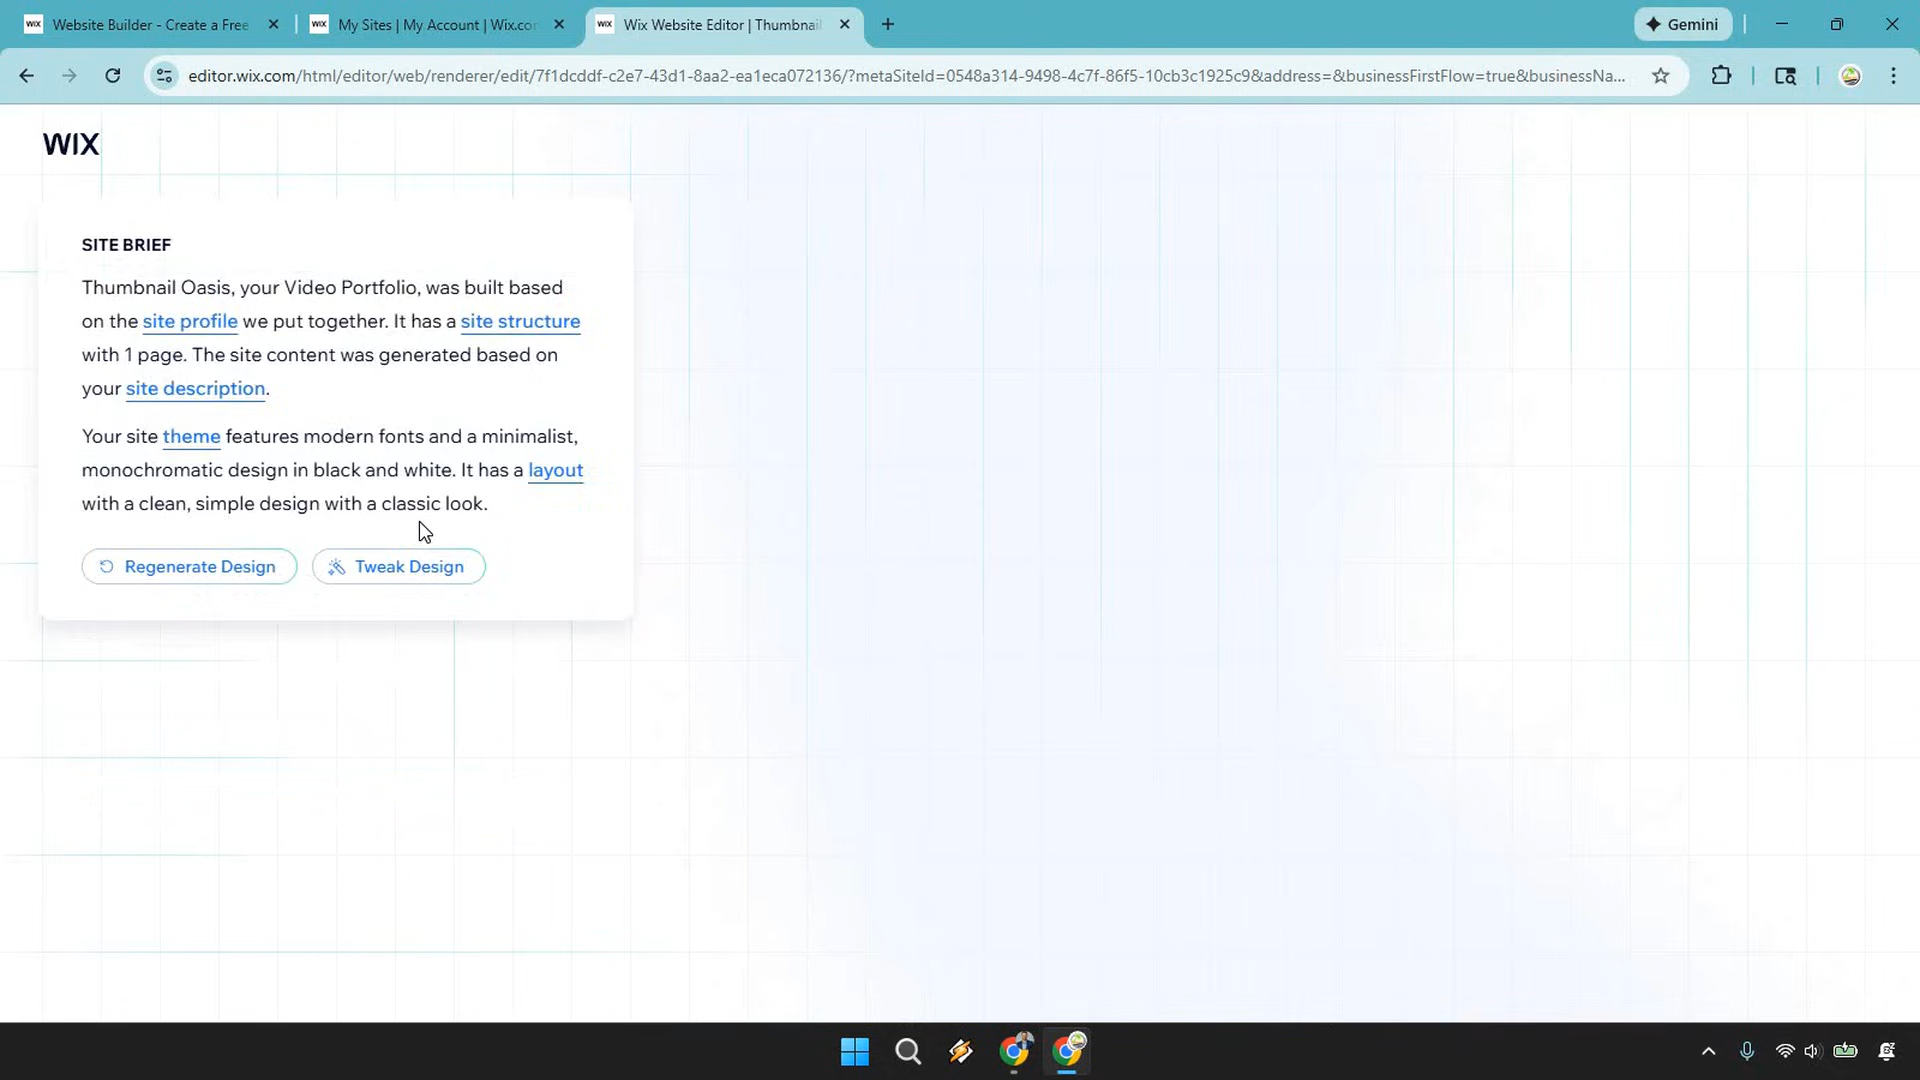 WIX Website Builder - Create a Free
WIX My Sites | My Account | Wix.co
WIX Wix Website Editor | Thumbnail
Gemini
editor.wix.com/html/editor/web/renderer/edit/7f1dcddf-c2e7-43d1-8aa2-ea1eca072136/?metaSiteId=0548a314-9498-4c7f-86f5-10cb3c1925c9&address=&businessFirstFlow=true&businessNa...
WIX
SITE BRIEF
Thumbnail Oasis, your Video Portfolio, was built based
on the site profile we put together. It has a site structure
with 1 page. The site content was generated based on
your site description.
Your site theme features modern fonts and a minimalist,
monochromatic design in black and white. It has a layout
with a clean, simple design with a classic look.
Regenerate Design
Tweak Design